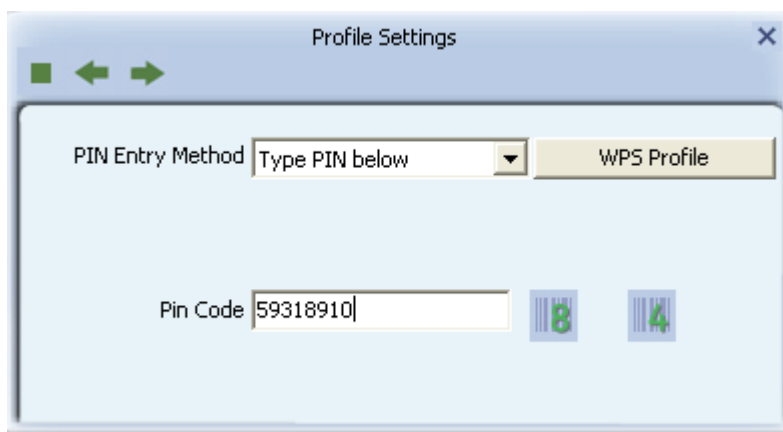 Profile Settings
PIN Entry Method Type PIN below WPS Profile
Pin Code 59318910 8 4